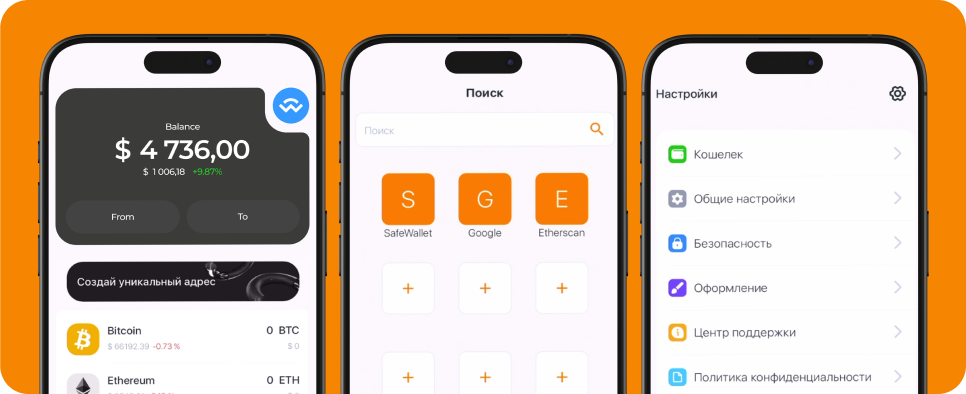 Balance
$ 4 736,00
$ 1 006,18 +9.87%
From To
Создай уникальный адрес
Bitcoin 0 BTC
$ 66192.39 -0.73 % $ 0
Ethereum 0 ETH
Поиск
Поиск
S G E
SafeWallet Google Etherscan
+ + +
+ + +
Настройки
Кошелек
Общие настройки
Безопасность
Оформление
Центр поддержки
Политика конфиденциальности